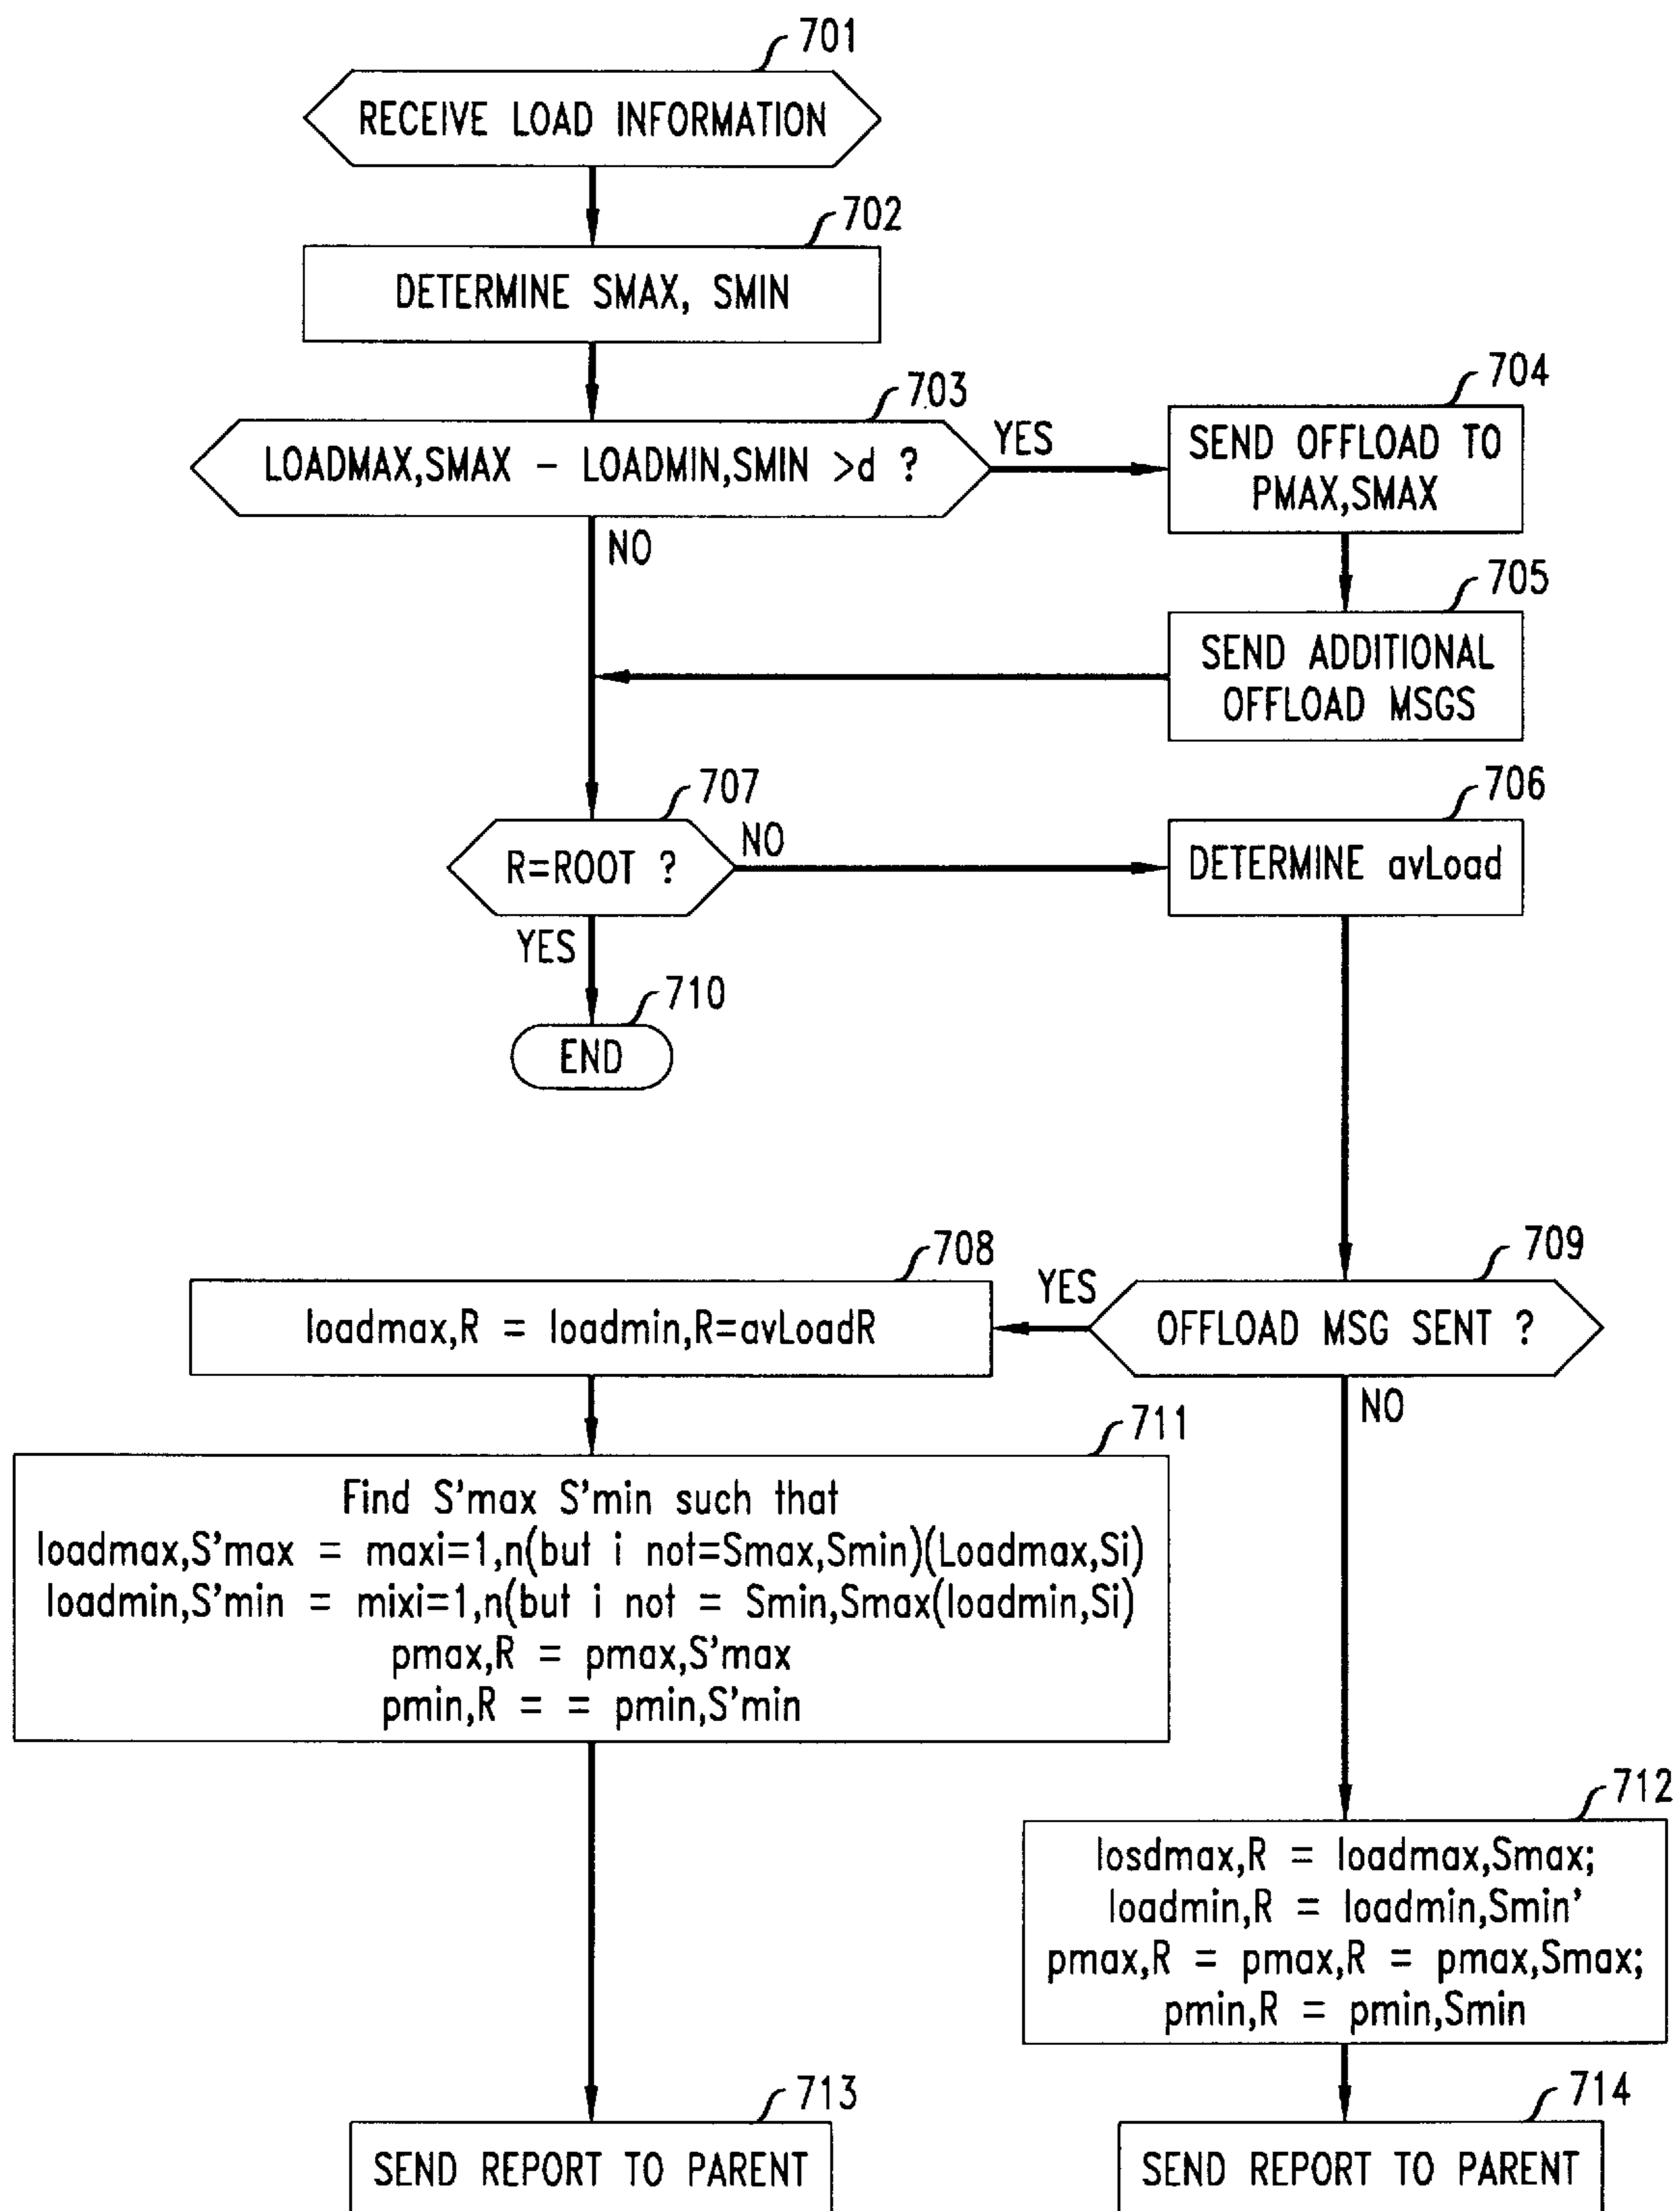 701
RECEIVE LOAD INFORMATION
702
DETERMINE SMAX, SMIN
703
LOADMAX,SMAX - LOADMIN,SMIN >d ?
YES
NO
704
SEND OFFLOAD TO
PMAX,SMAX
705
SEND ADDITIONAL
OFFLOAD MSGS
707
R=ROOT ?
NO
YES
706
DETERMINE avLoad
710
END
709
OFFLOAD MSG SENT ?
YES
NO
708
loadmax,R = loadmin,R=avLoadR
711
Find S'max S'min such that
loadmax,S'max = maxi=1,n(but i not=Smax,Smin)(Loadmax,Si)
loadmin,S'min = mixi=1,n(but i not = Smin,Smax(loadmin,Si)
pmax,R = pmax,S'max
pmin,R = = pmin,S'min
712
losdmax,R = loadmax,Smax;
loadmin,R = loadmin,Smin'
pmax,R = pmax,R = pmax,Smax;
pmin,R = pmin,Smin
713
SEND REPORT TO PARENT
714
SEND REPORT TO PARENT